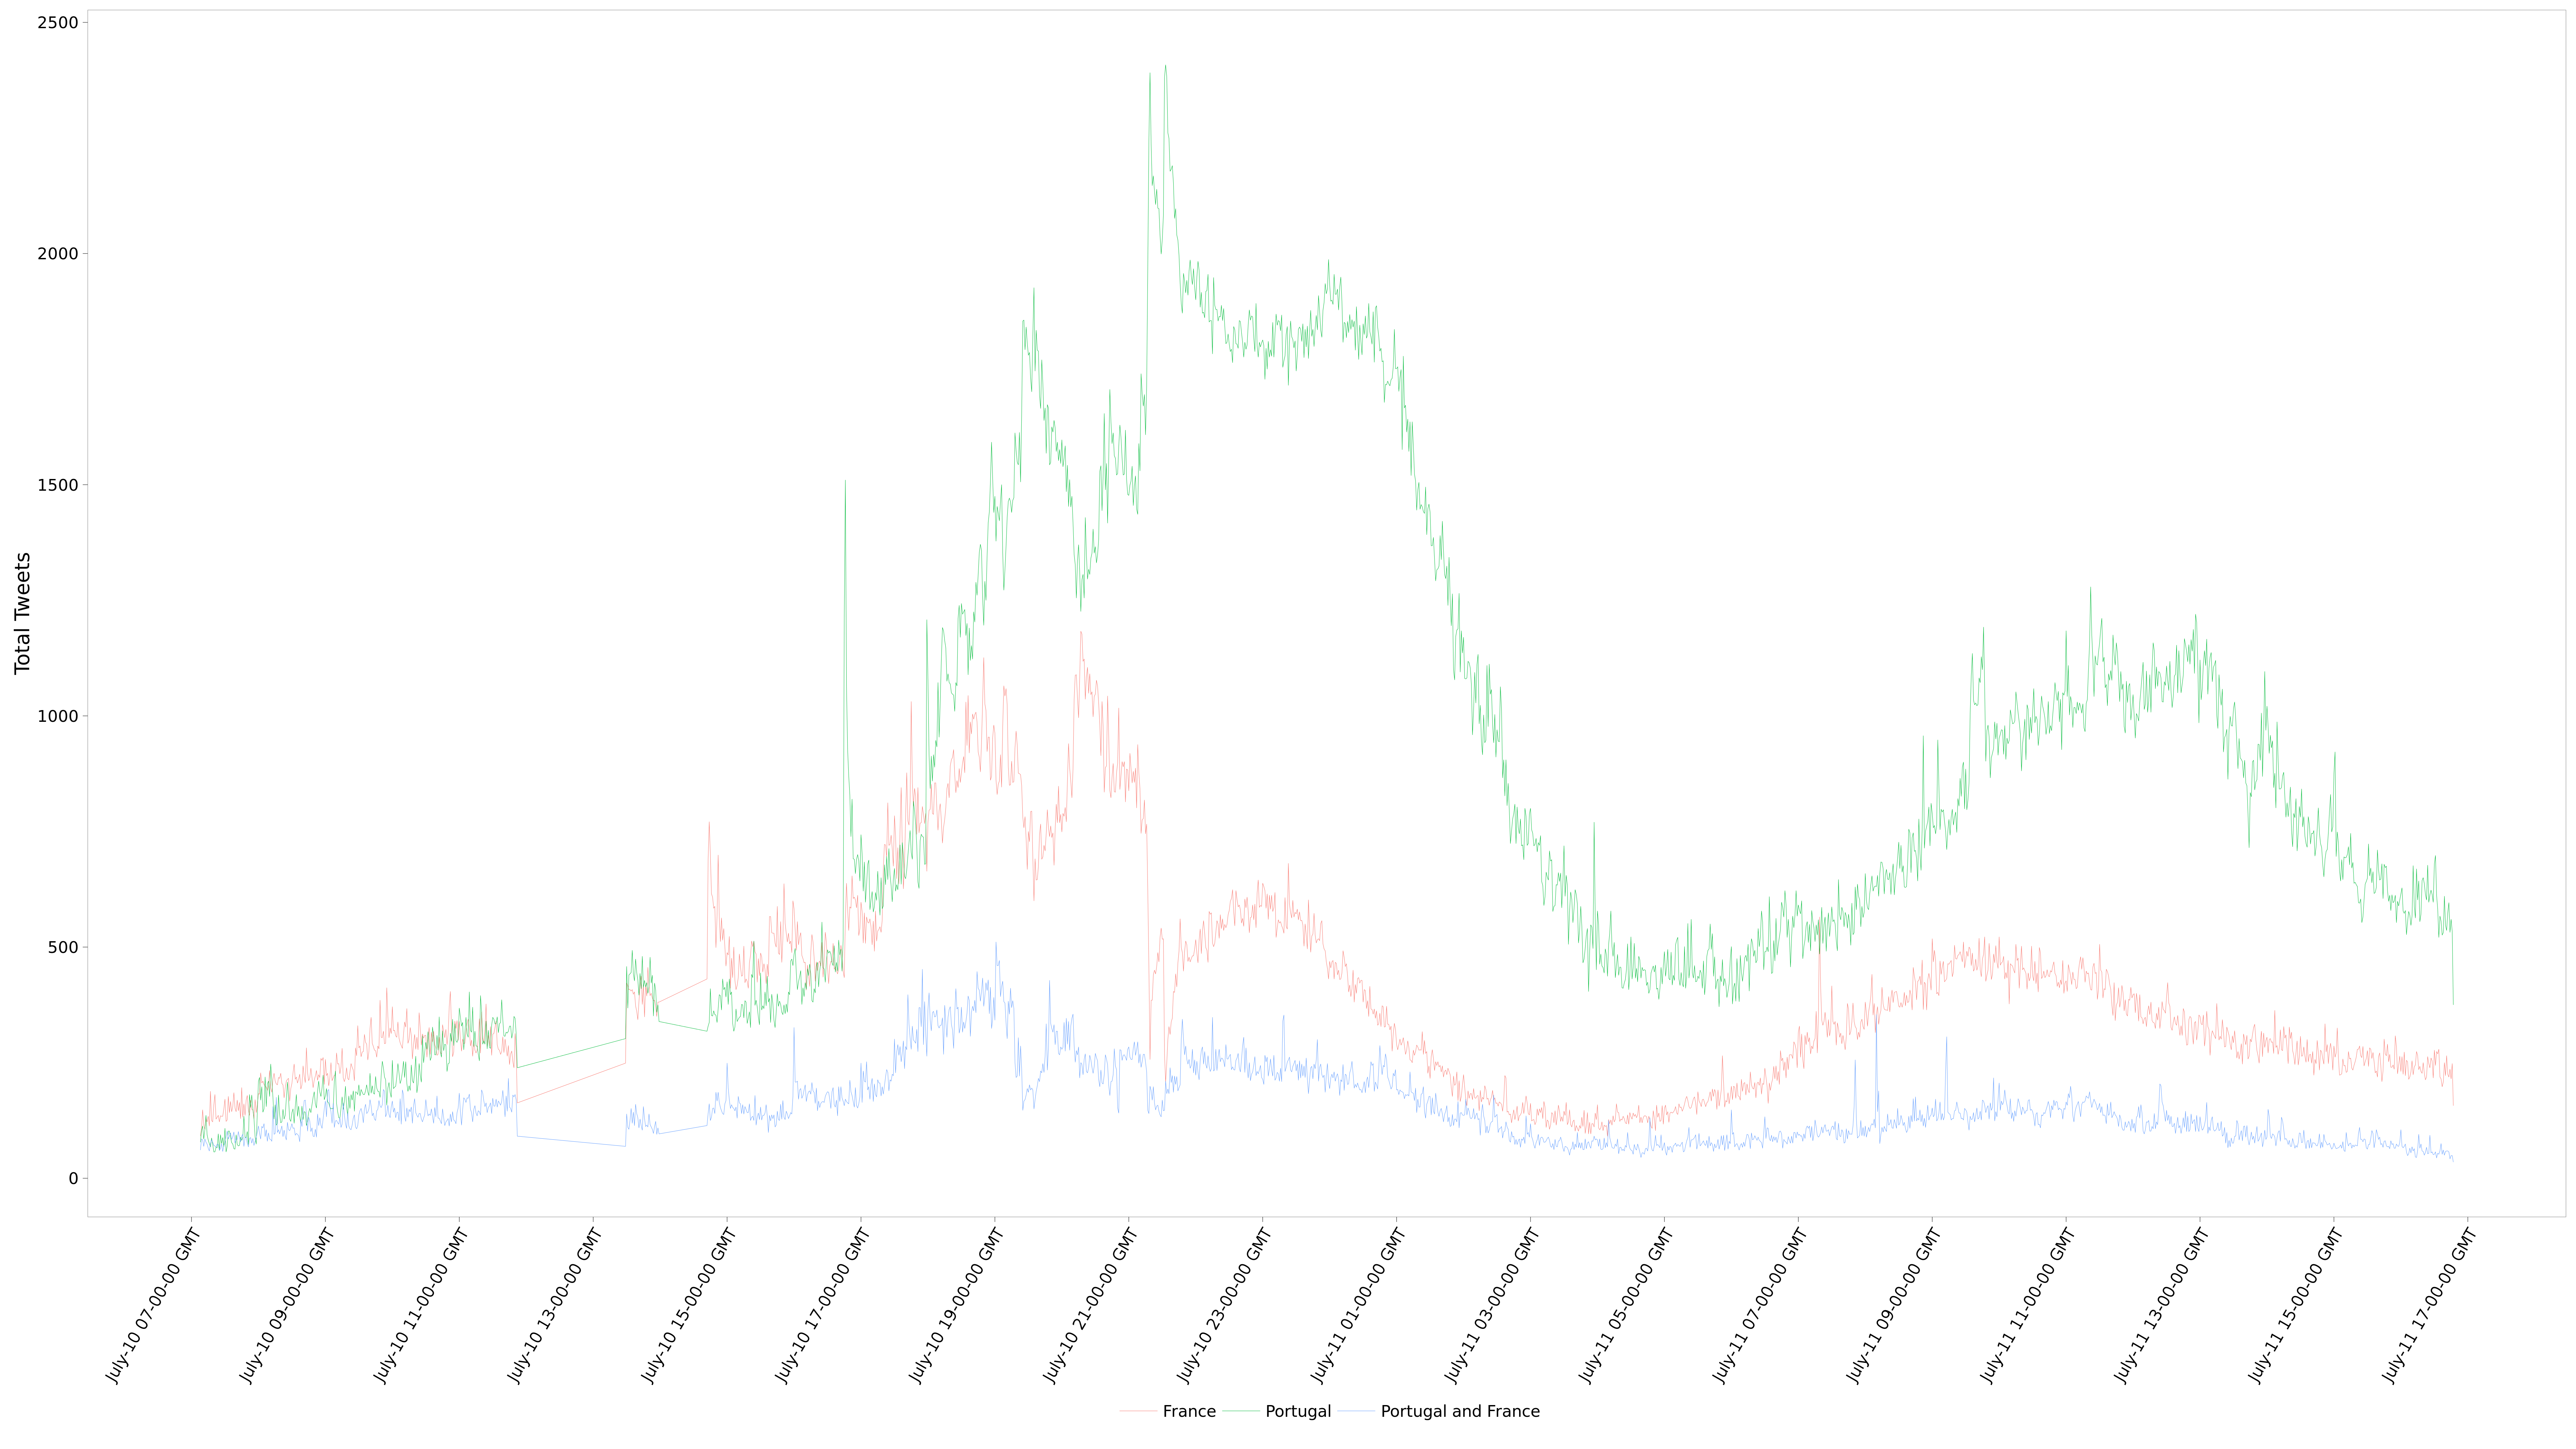 Total Tweets
2500
2000
1500
1000
500
0
July-10 07-00-00 GMT
July-10 09-00-00 GMT
July-10 11-00-00 GMT
July-10 13-00-00 GMT
July-10 15-00-00 GMT
July-10 17-00-00 GMT
July-10 19-00-00 GMT
July-10 21-00-00 GMT
July-10 23-00-00 GMT
July-11 01-00-00 GMT
July-11 03-00-00 GMT
July-11 05-00-00 GMT
July-11 07-00-00 GMT
July-11 09-00-00 GMT
July-11 11-00-00 GMT
July-11 13-00-00 GMT
July-11 15-00-00 GMT
July-11 17-00-00 GMT
France Portugal Portugal and France